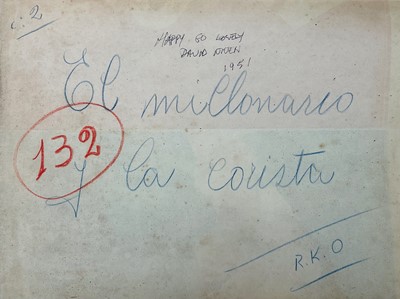 c. 2
HAPPY GO LOVELY
DAVID NIVEN
1951
El millonario
132
y la corista
R.K.O